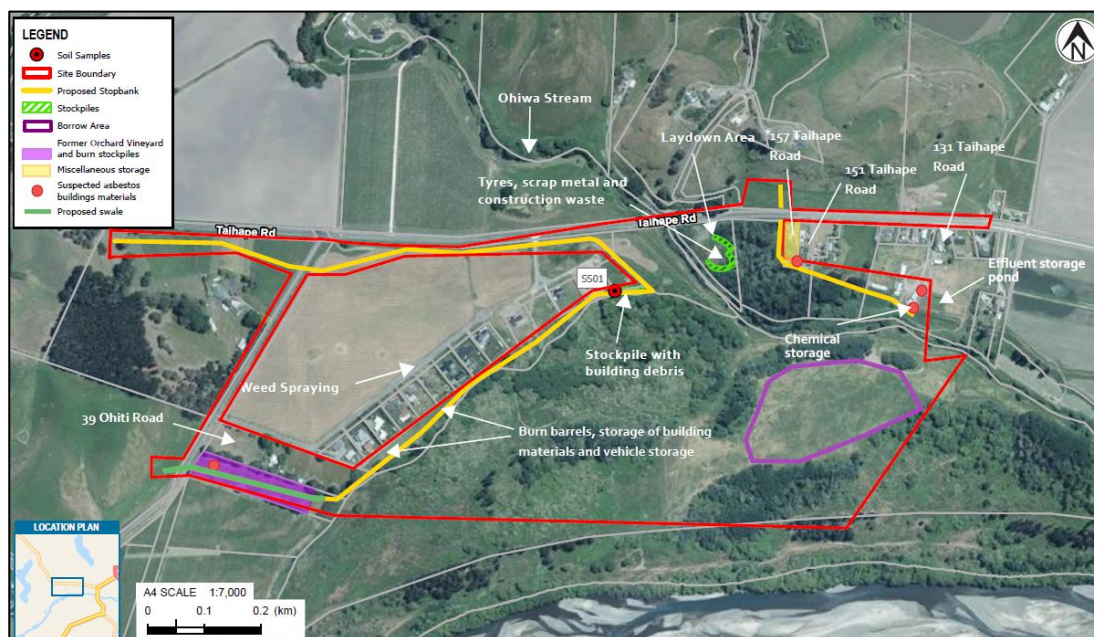 LEGEND
Soil Samples
Site Boundary
Proposed Stopbank
Stockpiles
Borrow Area
Former Orchard Vineyard
and burn stockpiles
Miscellaneous storage
Suspected asbestos
buildings materials
Proposed swale
N
Ohiwa Stream
Laydown Area
157 Taihape
Road
151 Taihape
Road
131 Taihape
Road
Tyres, scrap metal and
construction waste
Taihape Rd
Taihape Rd
Effluent storage
pond
SS01
Chemical
storage
Stockpile with
building debris
Weed Spraying
39 Ohiti Road
Burn barrels, storage of building
materials and vehicle storage
LOCATION PLAN
A4 SCALE 1:7,000
0 0.1 0.2 (km)